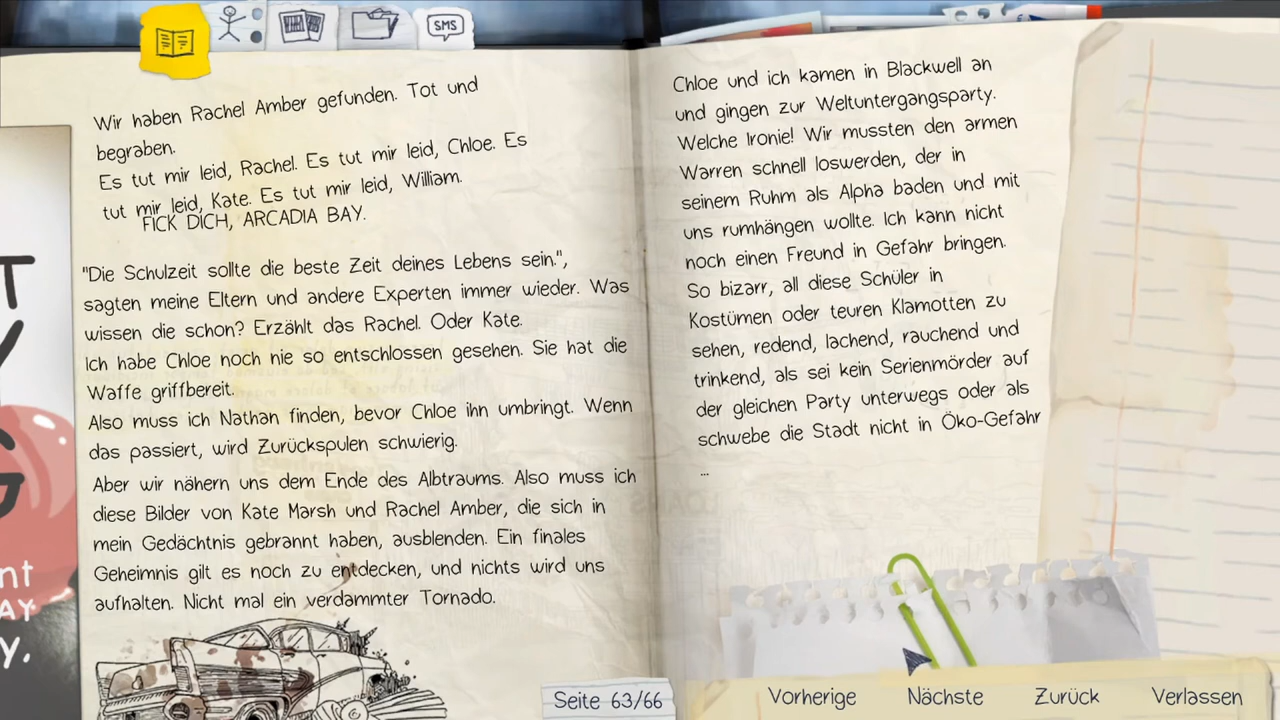 SMS
Wir haben Rachel Amber gefunden. Tot und
begraben.
Es tut mir leid, Rachel. Es tut mir leid, Chloe. Es
tut mir leid, Kate. Es tut mir leid, William.
FICK DICH, ARCADIA BAY.
"Die Schulzeit sollte die beste Zeit deines Lebens sein.",
sagten meine Eltern und andere Experten immer wieder. Was
wissen die schon? Erzählt das Rachel. Oder Kate.
Ich habe Chloe noch nie so entschlossen gesehen. Sie hat die
Waffe griffbereit.
Also muss ich Nathan finden, bevor Chloe ihn umbringt. Wenn
das passiert, wird Zurückspulen schwierig.
Aber wir nähern uns dem Ende des Albtraums. Also muss ich
diese Bilder von Kate Marsh und Rachel Amber, die sich in
mein Gedächtnis gebrannt haben, ausblenden. Ein finales
Geheimnis gilt es noch zu entdecken, und nichts wird uns
aufhalten. Nicht mal ein verdammter Tornado.
Chloe und ich kamen in Blackwell an
und gingen zur Weltuntergangsparty.
Welche Ironie! Wir mussten den armen
Warren schnell loswerden, der in
seinem Ruhm als Alpha baden und mit
uns rumhängen wollte. Ich kann nicht
noch einen Freund in Gefahr bringen.
So bizarr, all diese Schüler in
Kostümen oder teuren Klamotten zu
sehen, redend, lachend, rauchend und
trinkend, als sei kein Serienmörder auf
der gleichen Party unterwegs oder als
schwebe die Stadt nicht in Öko-Gefahr
...
Seite 63/66
Vorherige
Nächste
Zurück
Verlassen